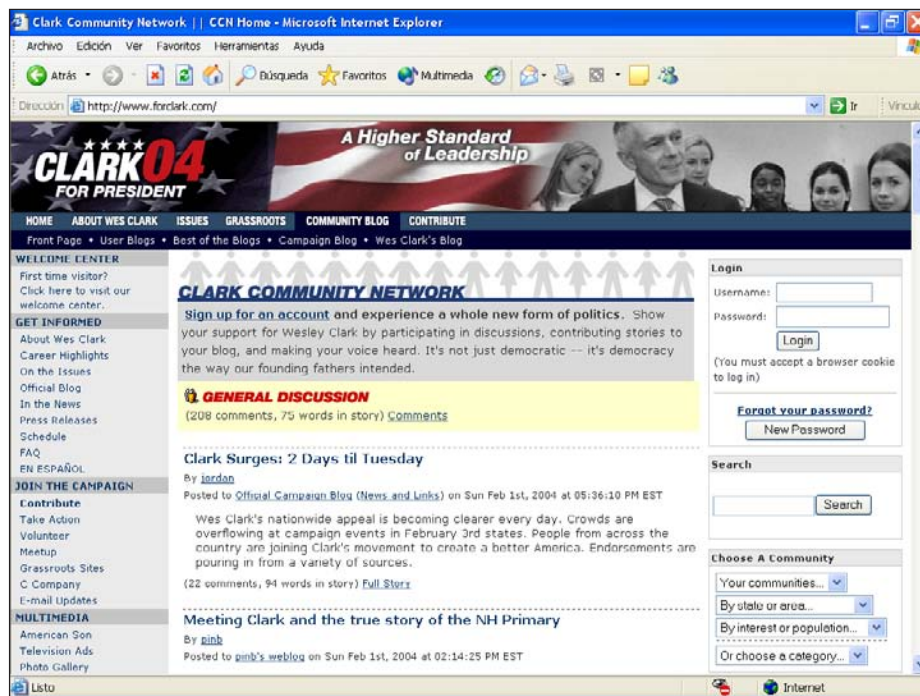 Clark Community Network || CCN Home - Microsoft Internet Explorer
Archivo Edición Ver Favoritos Herramientas Ayuda
Atrás Búsqueda Favoritos Multimedia
Dirección http://www.forclark.com/ Ir Vínculo
CLARK04
FOR PRESIDENT
A Higher Standard
of Leadership
HOME ABOUT WES CLARK ISSUES GRASSROOTS COMMUNITY BLOG CONTRIBUTE
Front Page • User Blogs • Best of the Blogs • Campaign Blog • Wes Clark's Blog
WELCOME CENTER
First time visitor?
Click here to visit our
welcome center.
GET INFORMED
About Wes Clark
Career Highlights
On the Issues
Official Blog
In the News
Press Releases
Schedule
FAQ
EN ESPAÑOL
JOIN THE CAMPAIGN
Contribute
Take Action
Volunteer
Meetup
Grassroots Sites
C Company
E-mail Updates
MULTIMEDIA
American Son
Television Ads
Photo Gallery
CLARK COMMUNITY NETWORK
Sign up for an account and experience a whole new form of politics. Show
your support for Wesley Clark by participating in discussions, contributing stories to
your blog, and making your voice heard. It's not just democratic -- it's democracy
the way our founding fathers intended.
GENERAL DISCUSSION
(208 comments, 75 words in story) Comments
Clark Surges: 2 Days til Tuesday
By jordan
Posted to Official Campaign Blog (News and Links) on Sun Feb 1st, 2004 at 05:36:10 PM EST
Wes Clark's nationwide appeal is becoming clearer every day. Crowds are
overflowing at campaign events in February 3rd states. People from across the
country are joining Clark's movement to create a better America. Endorsements are
pouring in from a variety of sources.
(22 comments, 94 words in story) Full Story
Meeting Clark and the true story of the NH Primary
By pinb
Posted to pinb's weblog on Sun Feb 1st, 2004 at 02:14:25 PM EST
Login
Username:
Password:
Login
(You must accept a browser cookie
to log in)
Forgot your password?
New Password
Search
Search
Choose A Community
Your communities...
By state or area...
By interest or population...
Or choose a category...
Listo Internet